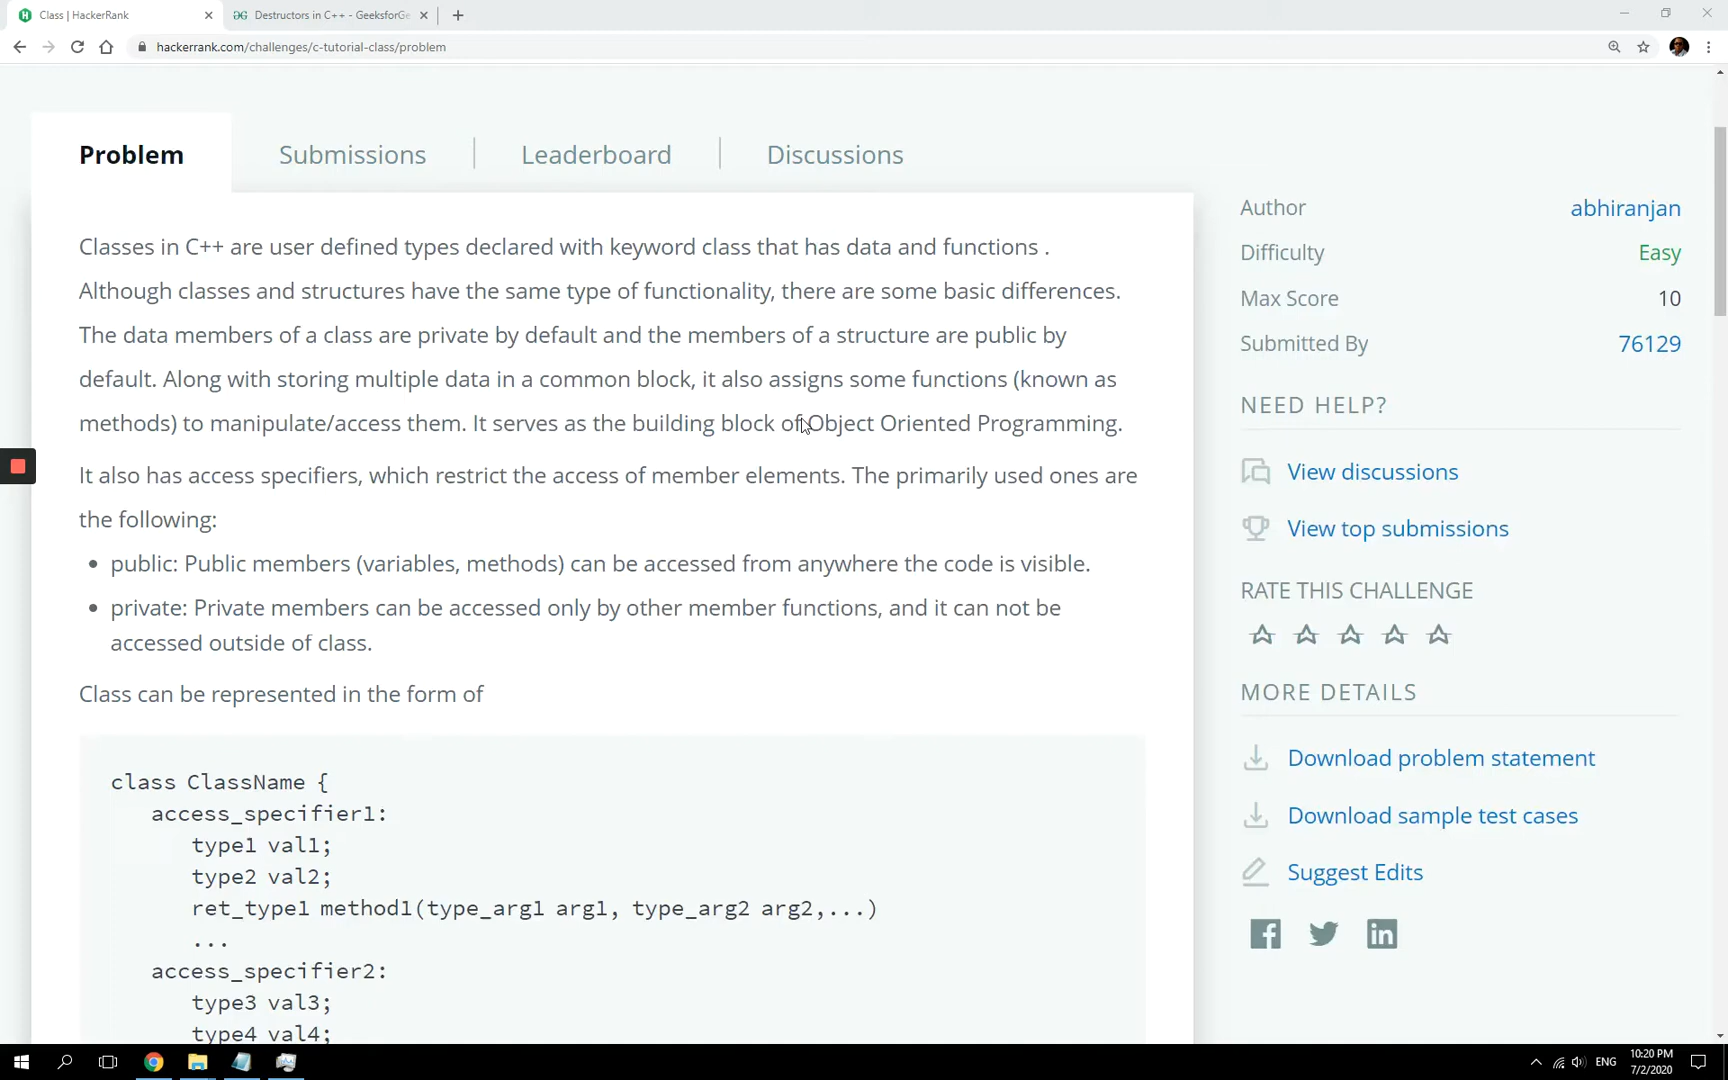 Class | HackerRank
Destructors in C++ - GeeksforGe
hackerrank.com/challenges/c-tutorial-class/problem
Problem
Submissions
Leaderboard
Discussions
Classes in C++ are user defined types declared with keyword class that has data and functions .
Although classes and structures have the same type of functionality, there are some basic differences.
The data members of a class are private by default and the members of a structure are public by
default. Along with storing multiple data in a common block, it also assigns some functions (known as
methods) to manipulate/access them. It serves as the building block of Object Oriented Programming.
It also has access specifiers, which restrict the access of member elements. The primarily used ones are
the following:
• public: Public members (variables, methods) can be accessed from anywhere the code is visible.
• private: Private members can be accessed only by other member functions, and it can not be
accessed outside of class.
Class can be represented in the form of
class ClassName {
access_specifier1:
type1 val1;
type2 val2;
ret_type1 method1(type_arg1 arg1, type_arg2 arg2,...)
...
access_specifier2:
type3 val3;
type4 val4;
Author abhiranjan
Difficulty Easy
Max Score 10
Submitted By 76129
NEED HELP?
View discussions
View top submissions
RATE THIS CHALLENGE
MORE DETAILS
Download problem statement
Download sample test cases
Suggest Edits
ENG
10:20 PM
7/2/2020